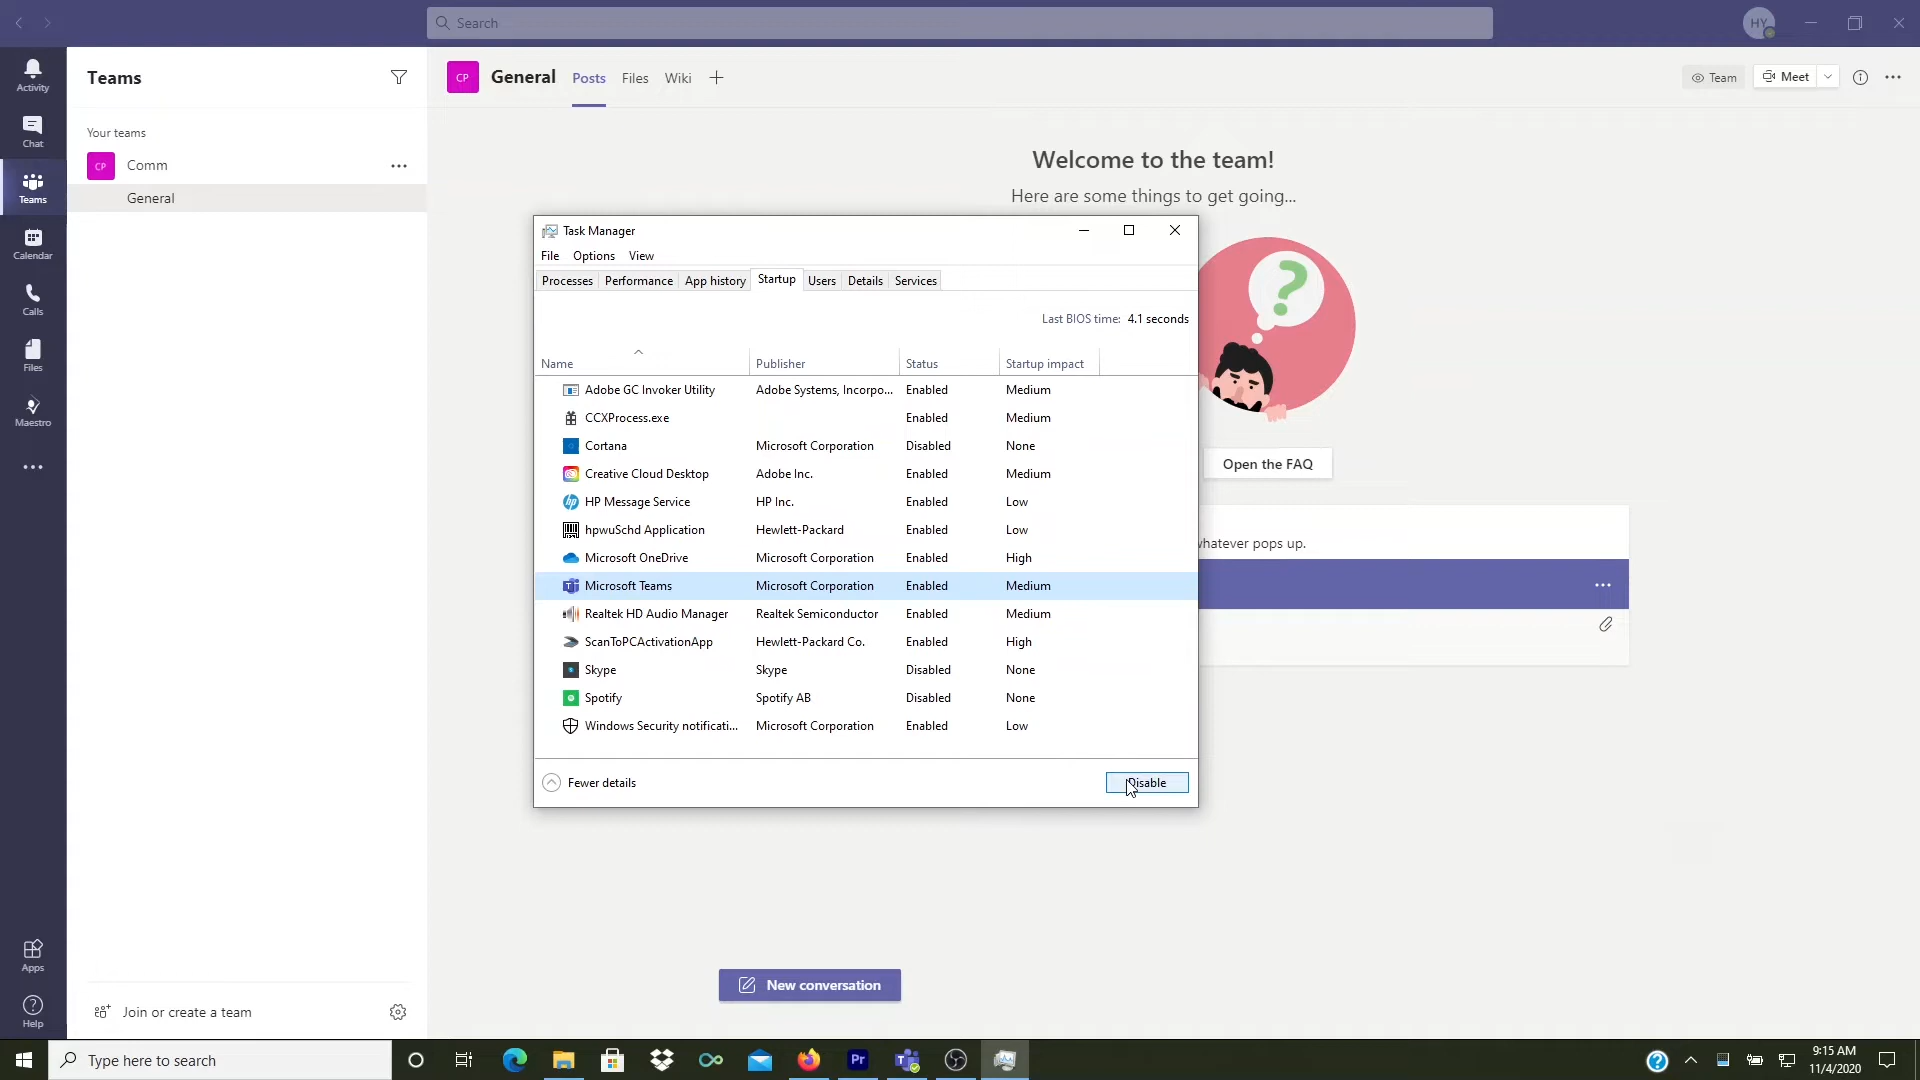 Search
HY
Activity
Chat
Teams
Calendar
Calls
Files
Maestro
Apps
Help
Teams
Your teams
CP Comm
General
Join or create a team
CP General Posts Files Wiki
Team Meet
Welcome to the team!
Here are some things to get going...
?
Open the FAQ
whatever pops up.
New conversation
Task Manager
File Options View
Processes Performance App history Startup Users Details Services
Last BIOS time: 4.1 seconds
Name Publisher Status Startup impact
Adobe GC Invoker Utility Adobe Systems, Incorpo... Enabled Medium
CCXProcess.exe Enabled Medium
Cortana Microsoft Corporation Disabled None
Creative Cloud Desktop Adobe Inc. Enabled Medium
HP Message Service HP Inc. Enabled Low
hpwuSchd Application Hewlett-Packard Enabled Low
Microsoft OneDrive Microsoft Corporation Enabled High
Microsoft Teams Microsoft Corporation Enabled Medium
Realtek HD Audio Manager Realtek Semiconductor Enabled Medium
ScanToPCActivationApp Hewlett-Packard Co. Enabled High
Skype Skype Disabled None
Spotify Spotify AB Disabled None
Windows Security notificati... Microsoft Corporation Enabled Low
Fewer details Disable
Type here to search
Pr
9:15 AM
11/4/2020